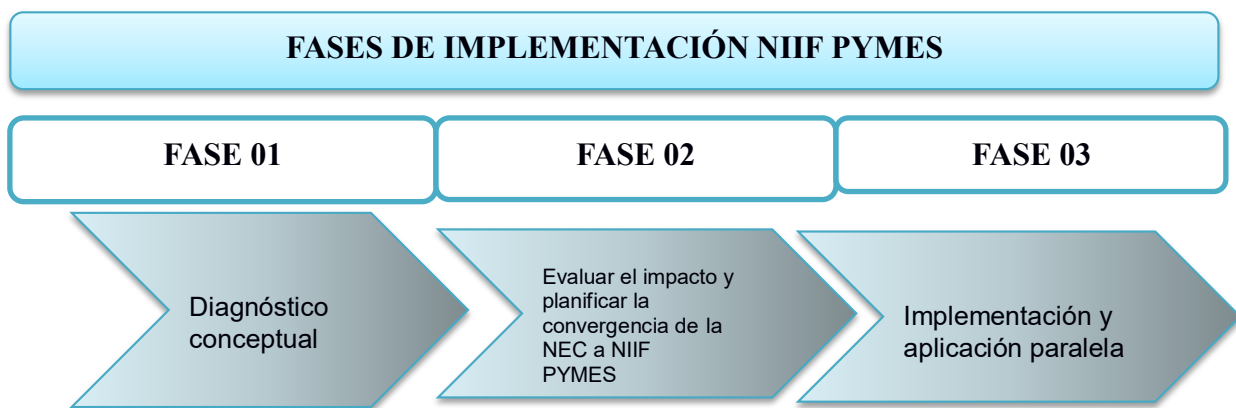 FASES DE IMPLEMENTACIÓN NIIF PYMES
FASE 01
FASE 02
FASE 03
Diagnóstico
conceptual
Evaluar el impacto y
planificar la
convergencia de la
NEC a NIIF
PYMES
Implementación y
aplicación paralela